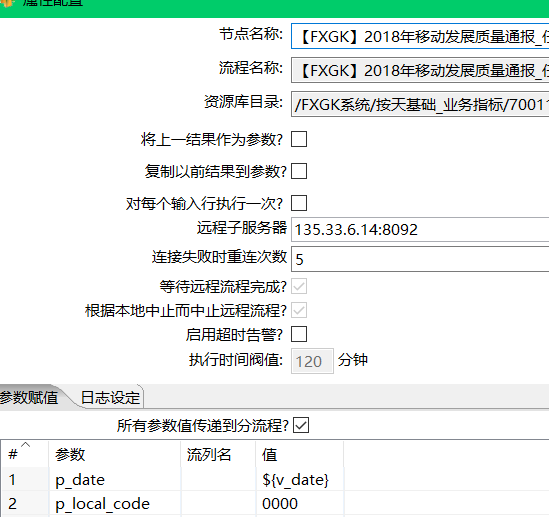 属性配置
节点名称: 【FXGK】2018年移动发展质量通报_
流程名称: 【FXGK】2018年移动发展质量通报_
资源库目录: /FXGK系统/按天基础_业务指标/70011
将上一结果作为参数?
复制以前结果到参数?
对每个输入行执行一次?
远程子服务器 135.33.6.14:8092
连接失败时重连次数 5
等待远程流程完成?
根据本地中止而中止远程流程?
启用超时告警?
执行时间阀值: 120 分钟
参数赋值 日志设定
所有参数值传递到分流程?
# 参数 流列名 值
1 p_date ${v_date}
2 p_local_code 0000